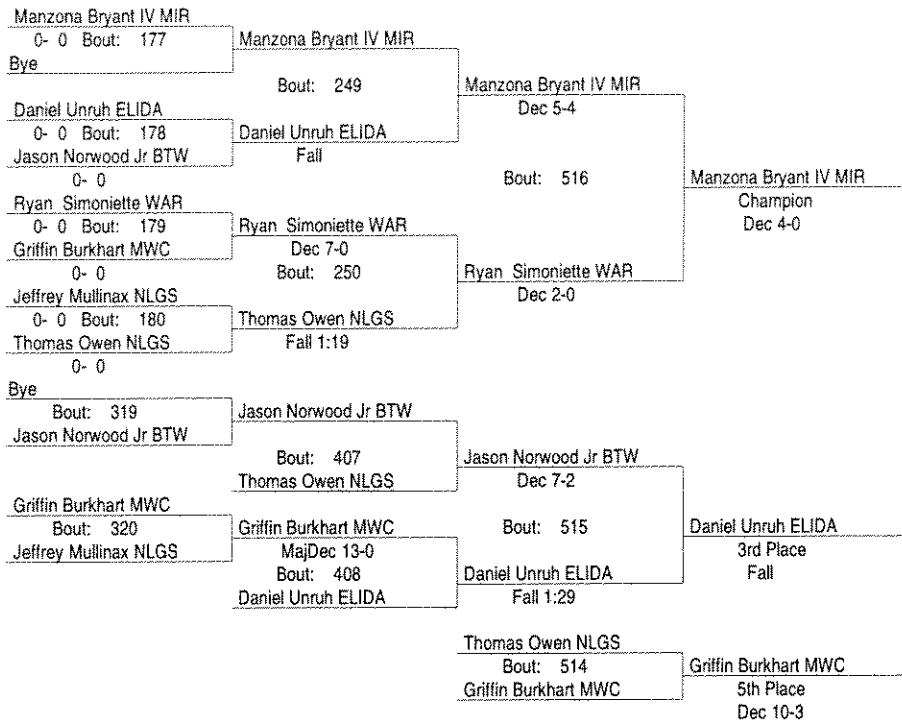 Manzona Bryant IV MIR
0- 0 Bout: 177
Bye
Manzona Bryant IV MIR
Bout: 249
Daniel Unruh ELIDA
0- 0 Bout: 178
Jason Norwood Jr BTW
0- 0
Daniel Unruh ELIDA
Fall
Manzona Bryant IV MIR
Dec 5-4
Bout: 516
Manzona Bryant IV MIR
Champion
Dec 4-0
Ryan Simoniette WAR
0- 0 Bout: 179
Griffin Burkhart MWC
0- 0
Ryan Simoniette WAR
Dec 7-0
Bout: 250
Ryan Simoniette WAR
Dec 2-0
Jeffrey Mullinax NLGS
0- 0 Bout: 180
Thomas Owen NLGS
0- 0
Thomas Owen NLGS
Fall 1:19
Bye
Bout: 319
Jason Norwood Jr BTW
Jason Norwood Jr BTW
Bout: 407
Thomas Owen NLGS
Jason Norwood Jr BTW
Dec 7-2
Griffin Burkhart MWC
Bout: 320
Jeffrey Mullinax NLGS
Griffin Burkhart MWC
MajDec 13-0
Bout: 408
Daniel Unruh ELIDA
Bout: 515
Daniel Unruh ELIDA
Fall 1:29
Daniel Unruh ELIDA
3rd Place
Fall
Thomas Owen NLGS
Bout: 514
Griffin Burkhart MWC
Griffin Burkhart MWC
5th Place
Dec 10-3